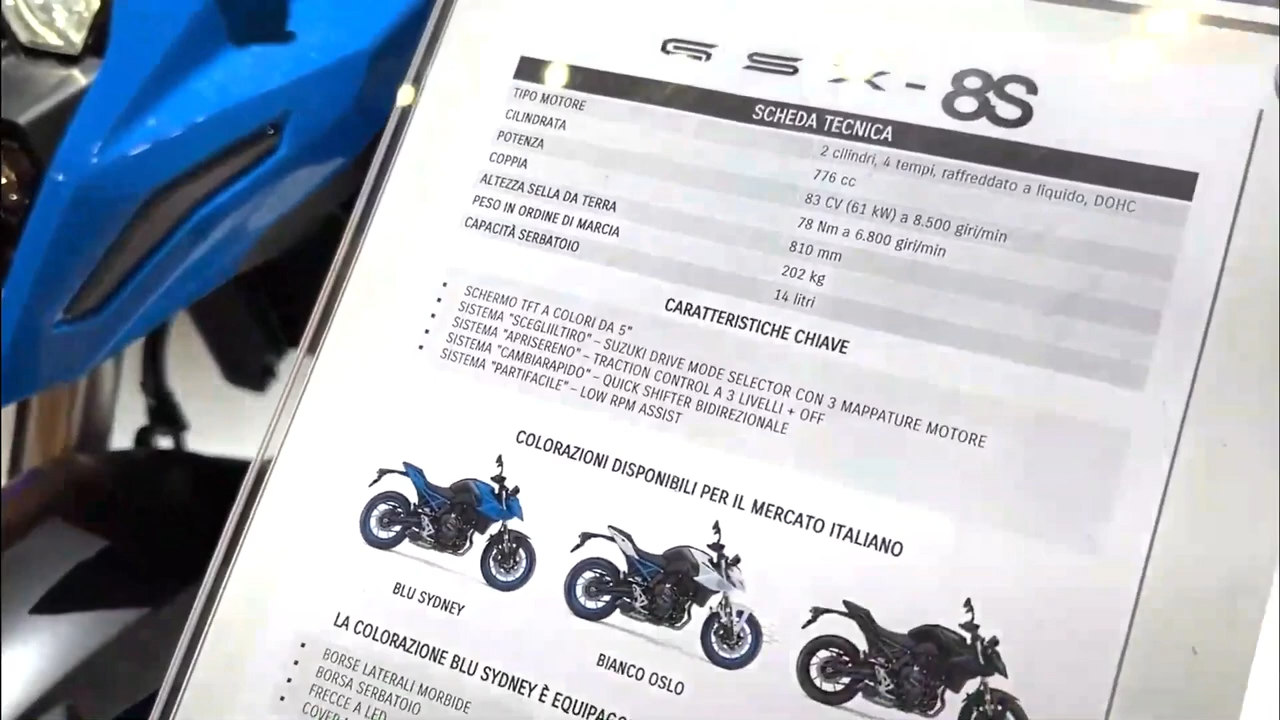 GSX-8S
SCHEDA TECNICA
TIPO MOTORE 2 cilindri, 4 tempi, raffreddato a liquido, DOHC
CILINDRATA 776 cc
POTENZA 83 CV (61 kW) a 8.500 giri/min
COPPIA 78 Nm a 6.800 giri/min
ALTEZZA SELLA DA TERRA 810 mm
PESO IN ORDINE DI MARCIA 202 kg
CAPACITÀ SERBATOIO 14 litri
CARATTERISTICHE CHIAVE
SCHERMO TFT A COLORI DA 5"
SISTEMA "SCEGLIILTIRO" – SUZUKI DRIVE MODE SELECTOR CON 3 MAPPATURE MOTORE
SISTEMA "APRISERENO" – TRACTION CONTROL A 3 LIVELLI + OFF
SISTEMA "CAMBIARAPIDO" – QUICK SHIFTER BIDIREZIONALE
SISTEMA "PARTIFACILE" – LOW RPM ASSIST
COLORAZIONI DISPONIBILI PER IL MERCATO ITALIANO
BLU SYDNEY
BIANCO OSLO
LA COLORAZIONE BLU SYDNEY È
BORSE LATERALI MORBIDE
BORSA SERBATOIO
FRECCE A LED